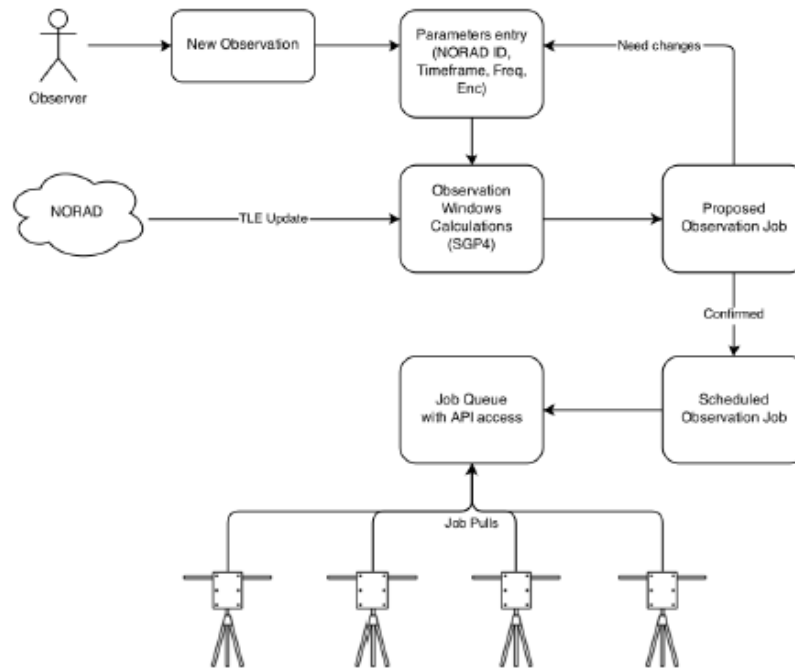 Observer
New Observation
Parameters entry
(NORAD ID,
Timeframe, Freq,
Enc)
Need changes
NORAD
TLE Update
Observation
Windows
Calculations
(SGP4)
Proposed
Observation Job
Confirmed
Job Queue
with API access
Scheduled
Observation Job
Job Pulls